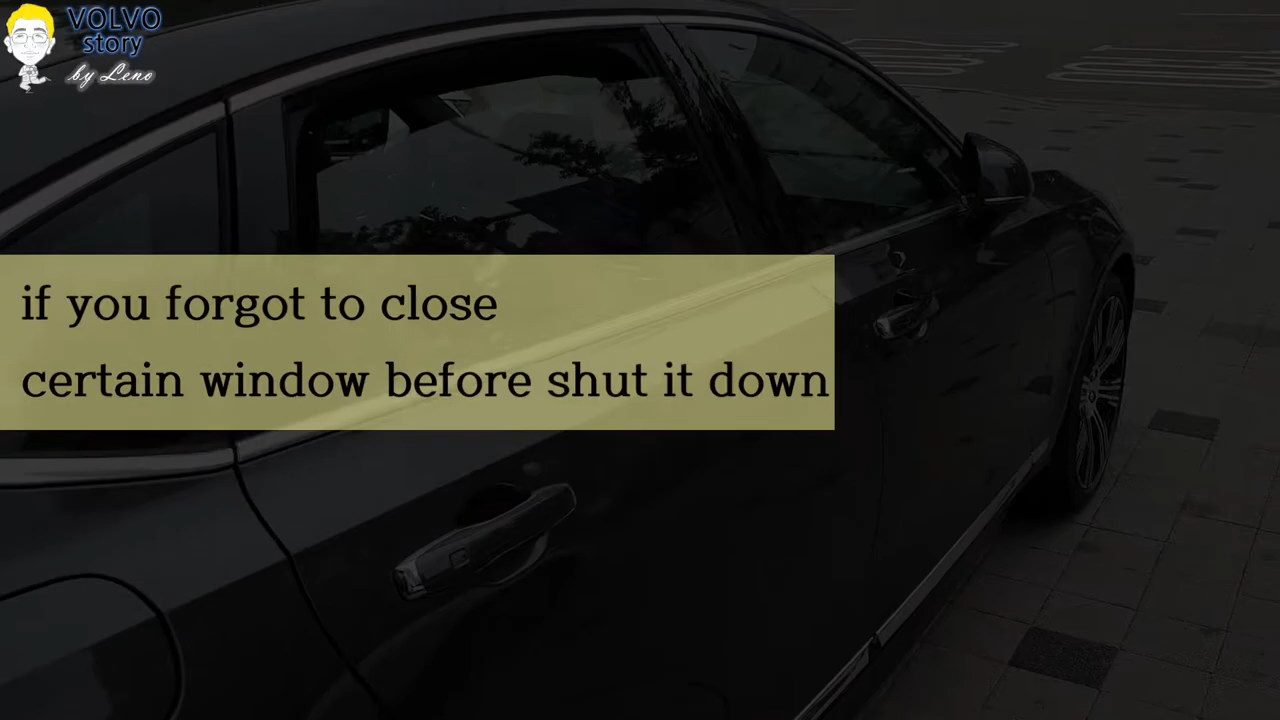 VOLVO
story
by Leno
if you forgot to close
certain window before shut it down